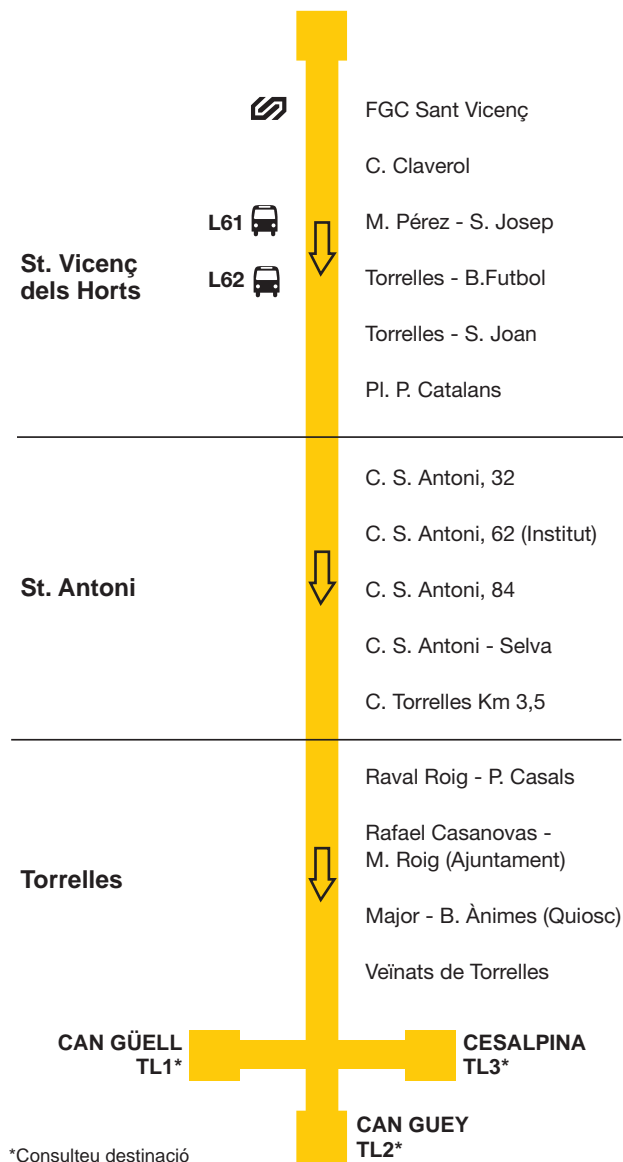 FGC Sant Vicenç
C. Claverol
L61
M. Pérez - S. Josep
St. Vicenç
dels Horts
L62
Torrelles - B.Futbol
Torrelles - S. Joan
Pl. P. Catalans
C. S. Antoni, 32
C. S. Antoni, 62 (Institut)
St. Antoni
C. S. Antoni, 84
C. S. Antoni - Selva
C. Torrelles Km 3,5
Raval Roig - P. Casals
Rafael Casanovas -
M. Roig (Ajuntament)
Torrelles
Major - B. Ànimes (Quiosc)
Veïnats de Torrelles
CAN GÜELL
TL1*
CESALPINA
TL3*
CAN GUEY
TL2*
*Consulteu destinació